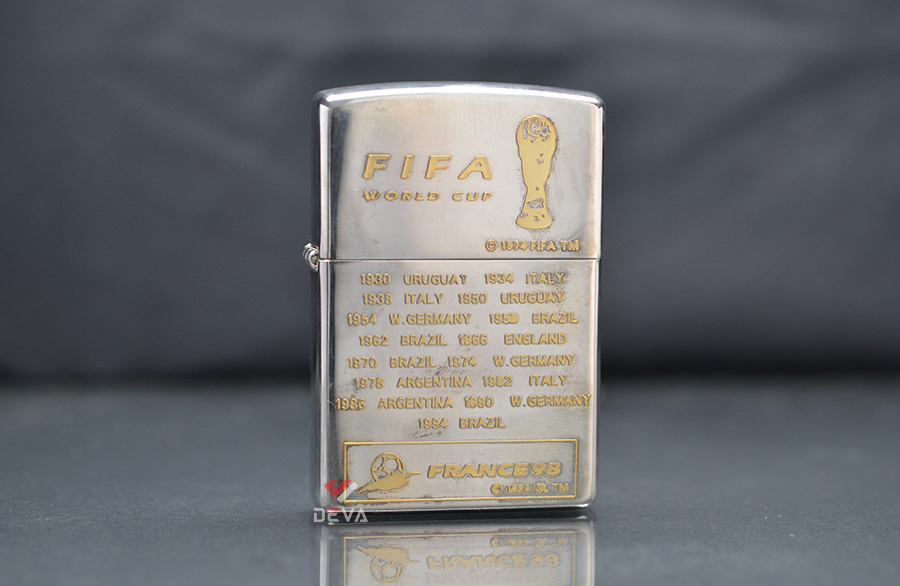 FIFA
WORLD CUP
© 1974 FIFA TM
1930 URUGUAY 1934 ITALY
1938 ITALY 1950 URUGUAY
1954 W.GERMANY 1958 BRAZIL
1962 BRAZIL 1966 ENGLAND
1970 BRAZIL 1974 W.GERMANY
1978 ARGENTINA 1982 ITALY
1986 ARGENTINA 1990 W.GERMANY
1994 BRAZIL
FRANCE98
TM
DEVA